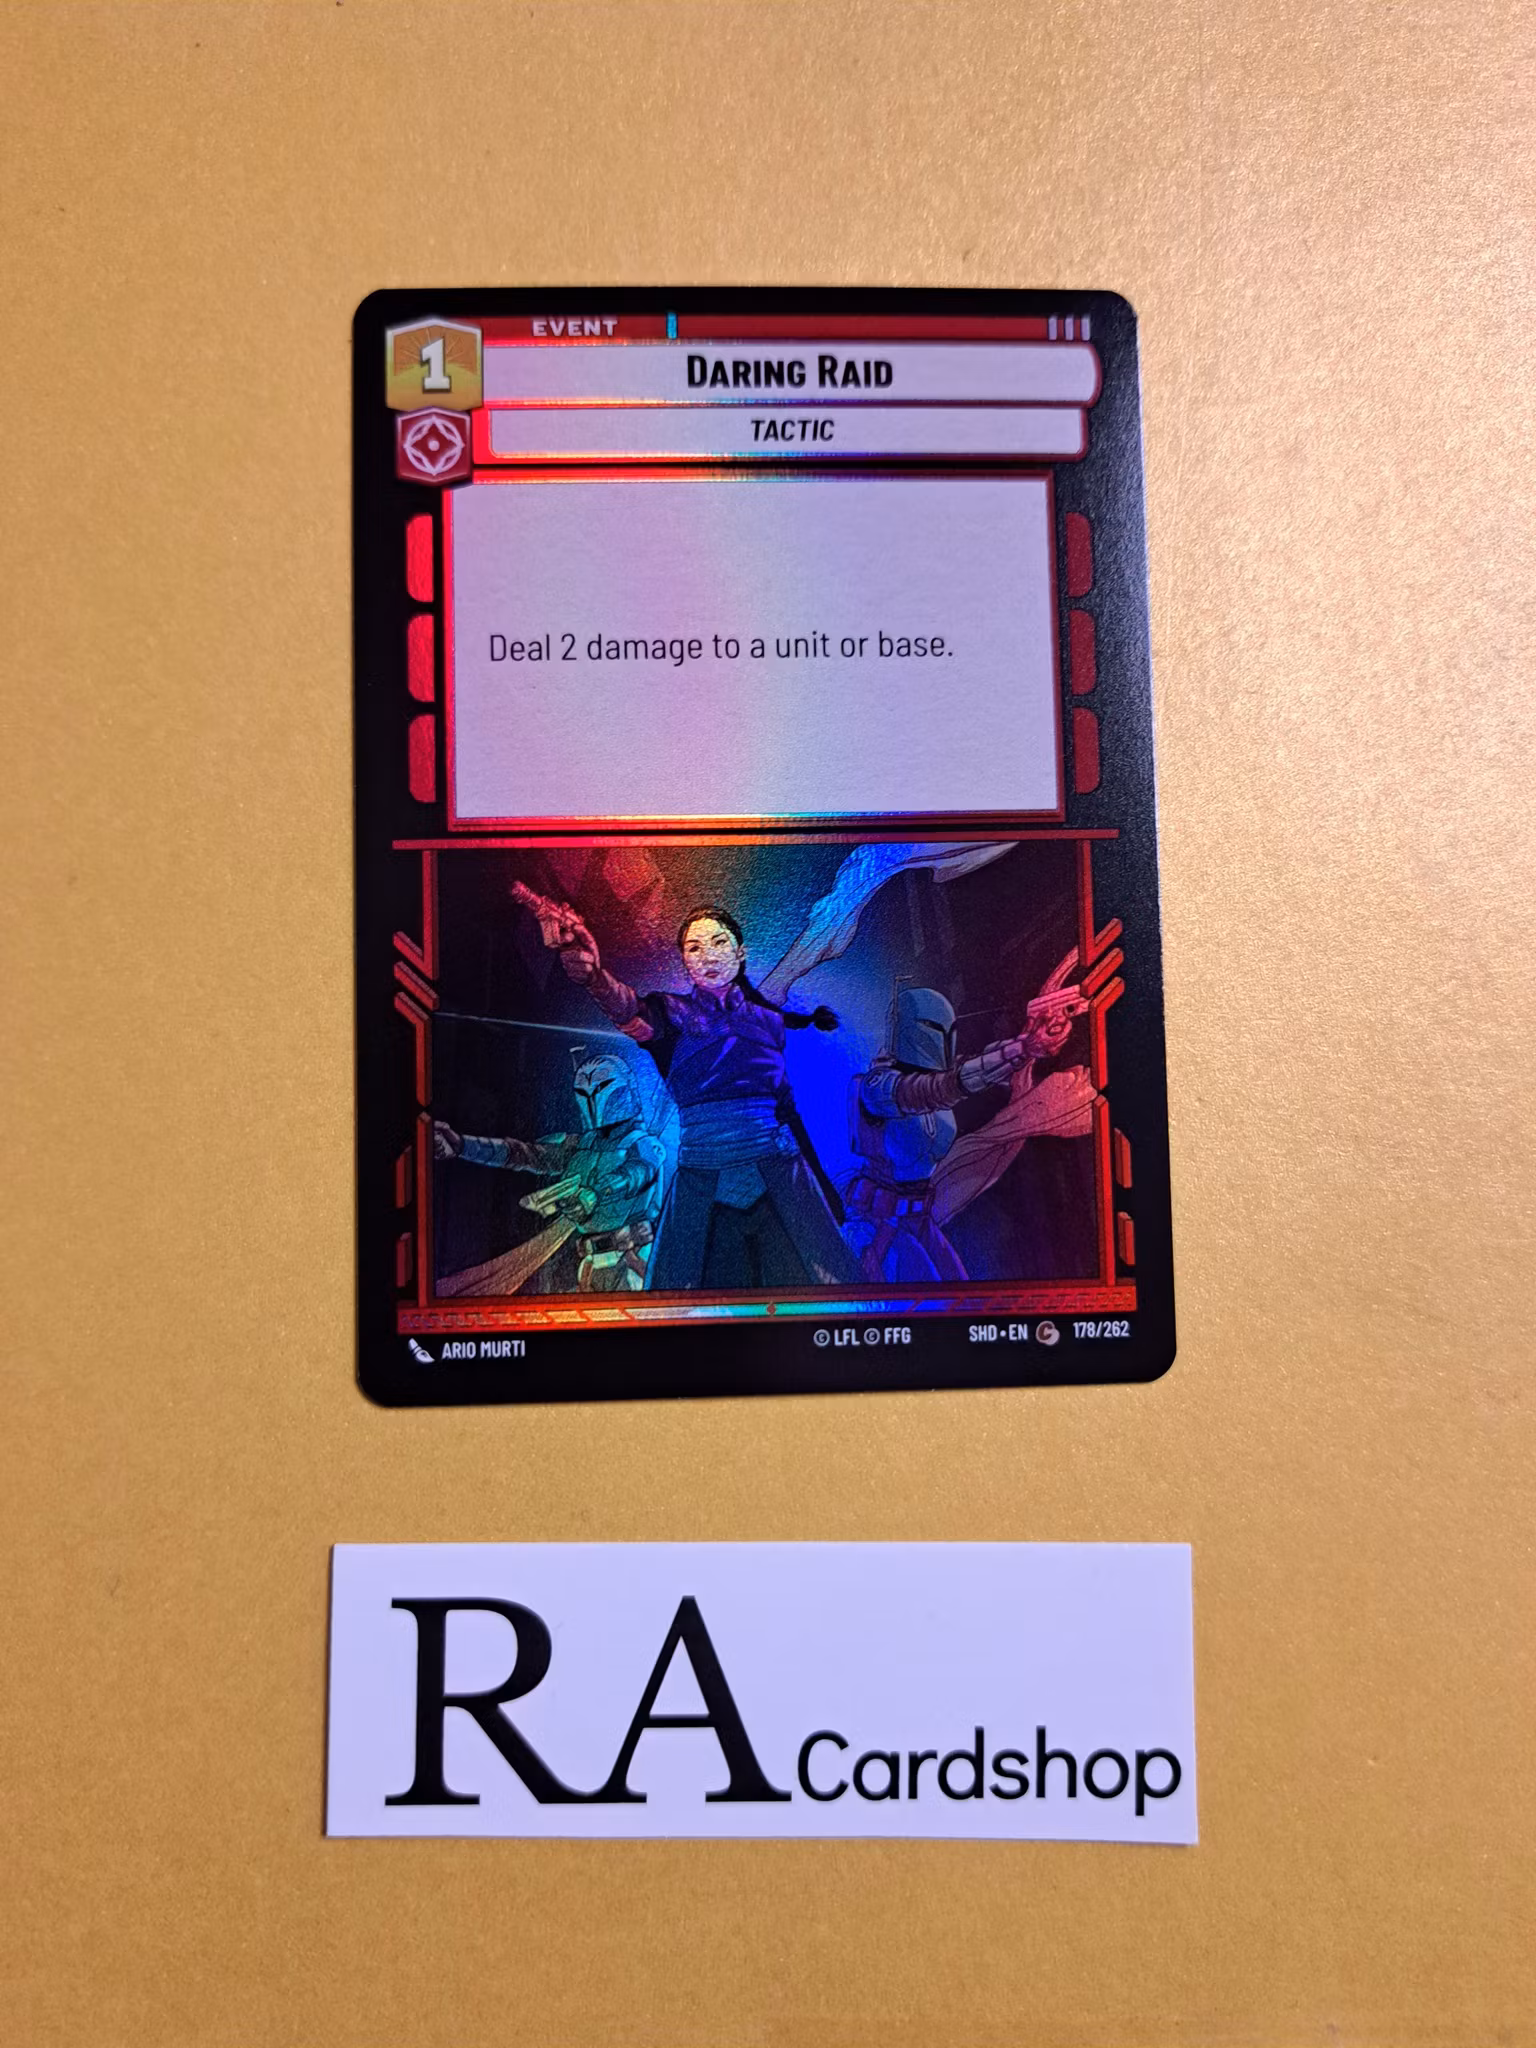 EVENT
1
DARING RAID
TACTIC
Deal 2 damage to a unit or base.
ARIO MURTI
© LFL © FFG
SHD • EN C 178/262
RA Cardshop